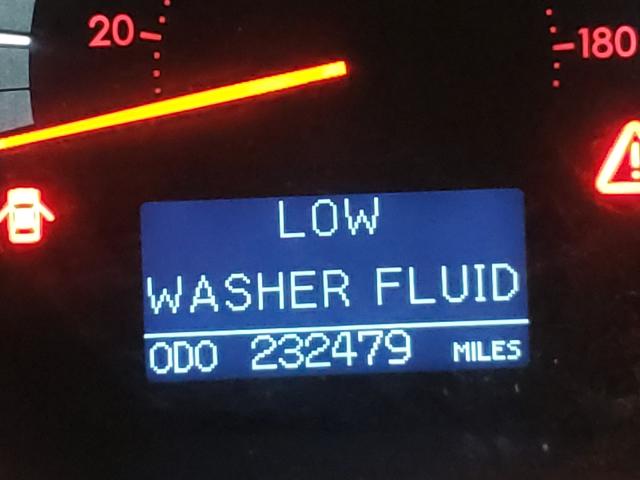 20
180
LOW
WASHER FLUID
ODO 232479 MILES